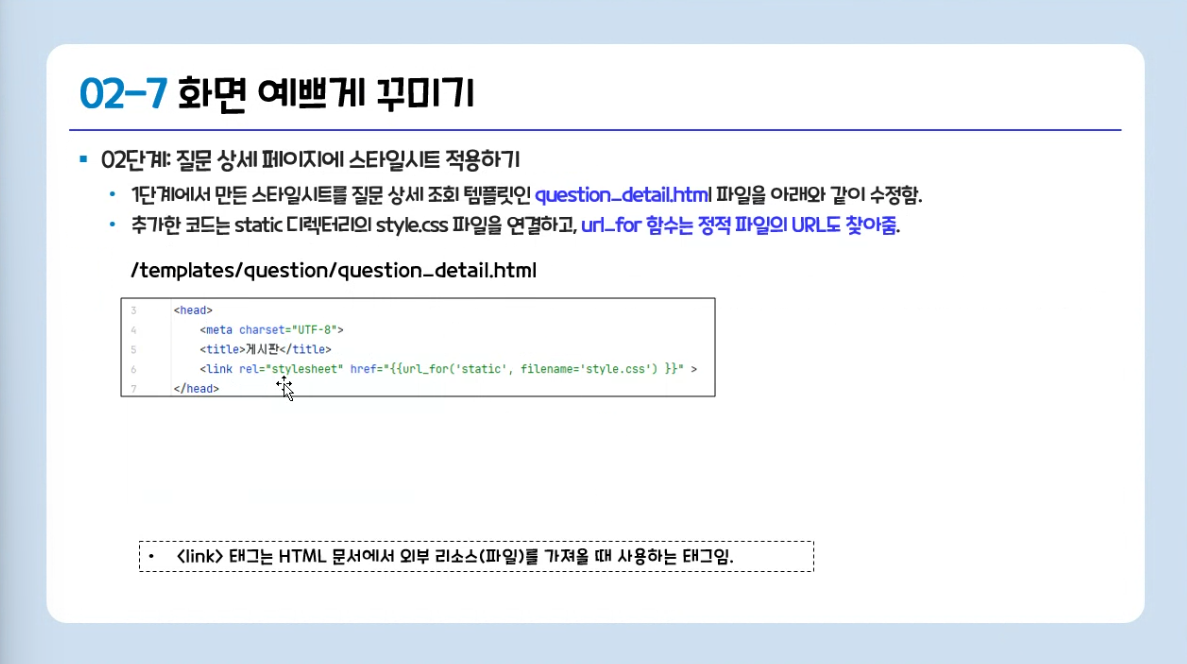 02-7 화면 예쁘게 꾸미기
▪ 02단계: 질문 상세 페이지에 스타일시트 적용하기
• 1단계에서 만든 스타일시트를 질문 상세 조회 템플릿인 question_detail.html 파일을 아래와 같이 수정함.
• 추가한 코드는 static 디렉터리의 style.css 파일을 연결하고, url_for 함수는 정적 파일의 URL도 찾아줌.
/templates/question/question_detail.html
3 <head>
4 <meta charset="UTF-8">
5 <title>게시판</title>
6 <link rel="stylesheet" href="{{url_for('static', filename='style.css') }}" >
7 </head>
• <link> 태그는 HTML 문서에서 외부 리소스(파일)를 가져올 때 사용하는 태그임.